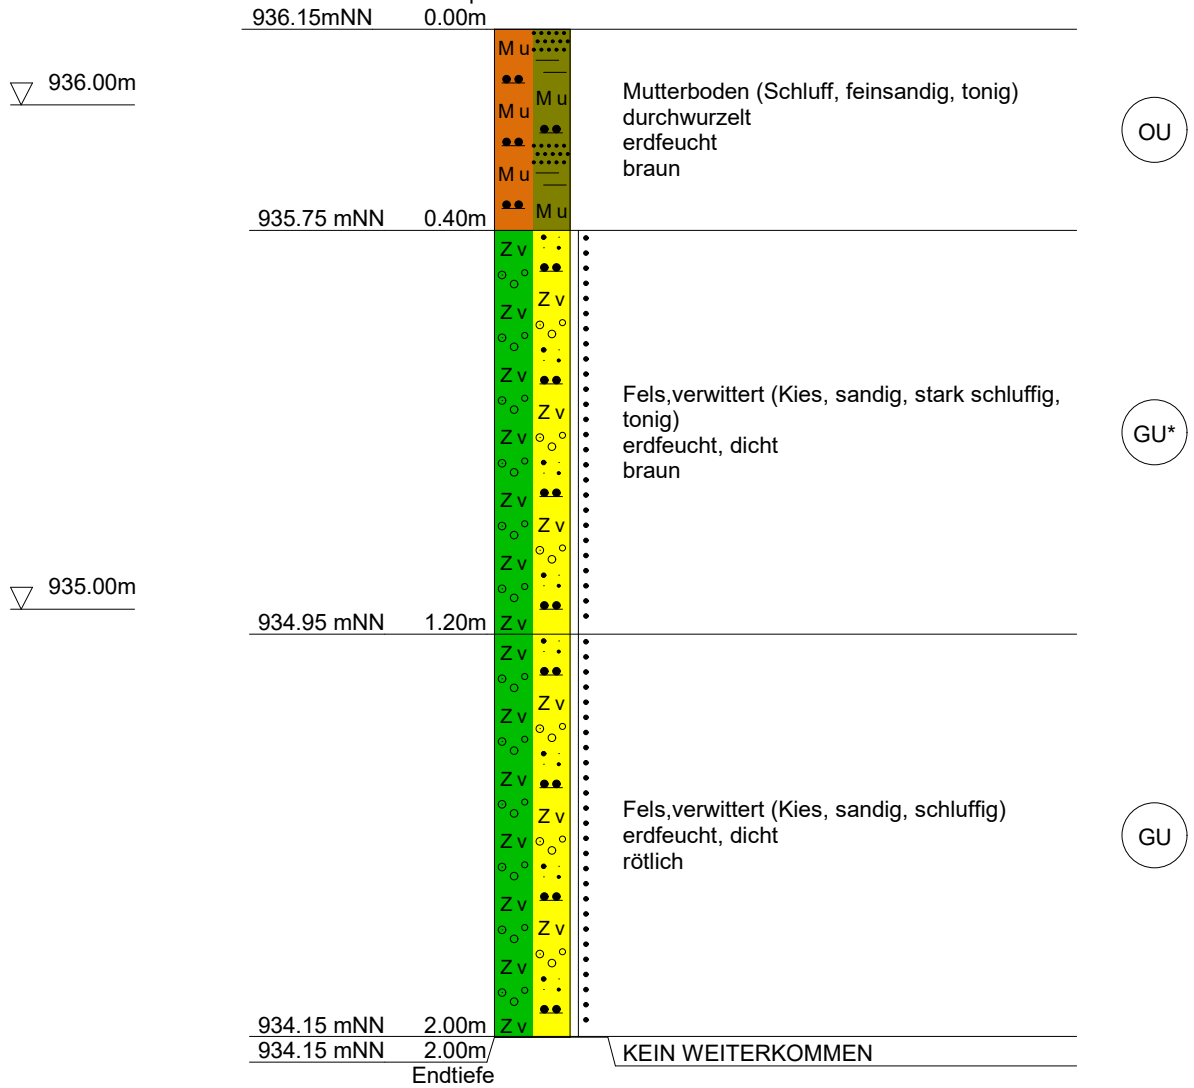 936.15mNN 0.00m
936.00m
M u
M u
M u
M u
M u
Mutterboden (Schluff, feinsandig, tonig)
durchwurzelt
erdfeucht
braun
OU
935.75 mNN 0.40m
Z v
Z v
Z v
Z v
Z v
Z v
Z v
Z v
Z v
Z v
Fels,verwittert (Kies, sandig, stark schluffig,
tonig)
erdfeucht, dicht
braun
GU*
935.00m
934.95 mNN 1.20m
Z v
Z v
Z v
Z v
Z v
Z v
Z v
Z v
Z v
Z v
Fels,verwittert (Kies, sandig, schluffig)
erdfeucht, dicht
rötlich
GU
934.15 mNN 2.00m
934.15 mNN 2.00m
Endtiefe
KEIN WEITERKOMMEN